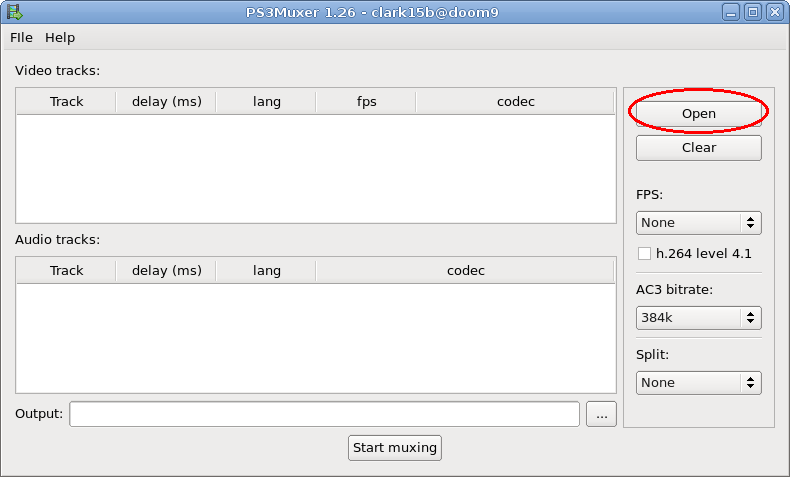 PS3Muxer 1.26 - clark15b@doom9
FIle Help
Video tracks:
Track delay (ms) lang fps codec
Open
Clear
FPS:
None
h.264 level 4.1
Audio tracks:
Track delay (ms) lang codec
AC3 bitrate:
384k
Split:
None
Output: ...
Start muxing